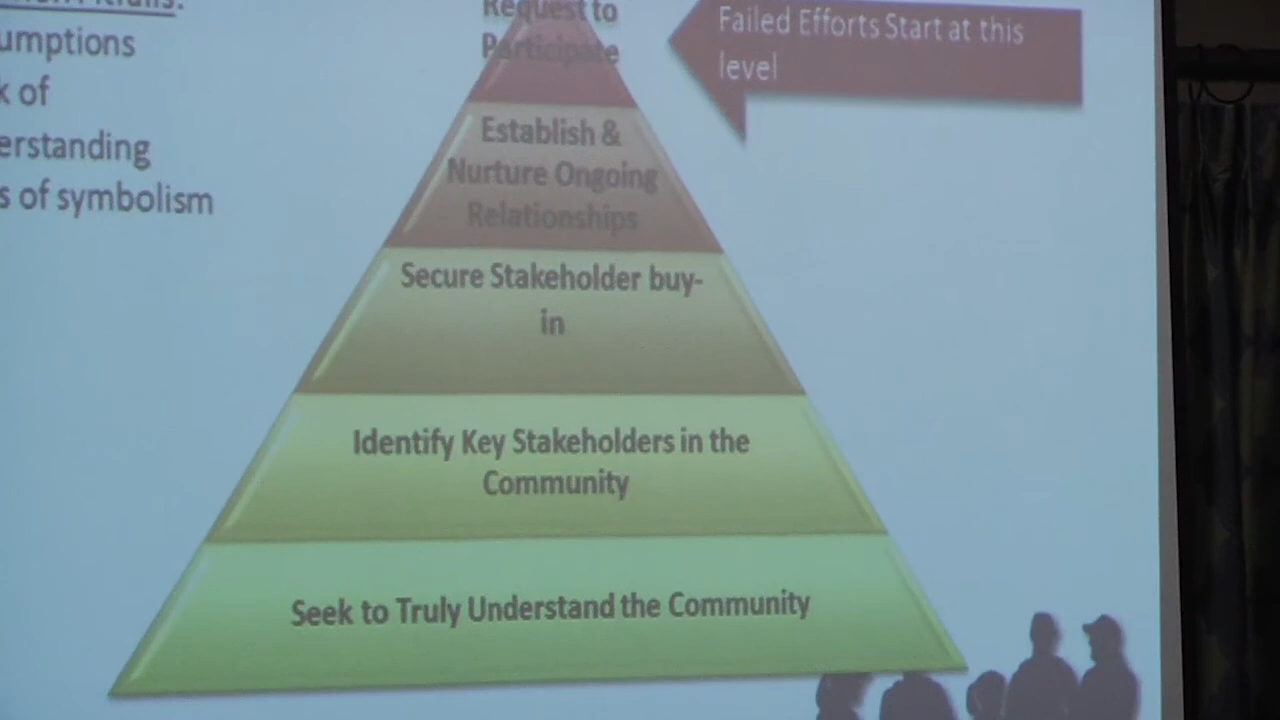 umptions
k of
erstanding
s of symbolism
Request to
Participate
Failed Efforts Start at this
level
Establish &
Nurture Ongoing
Relationships
Secure Stakeholder buy-
in
Identify Key Stakeholders in the
Community
Seek to Truly Understand the Community